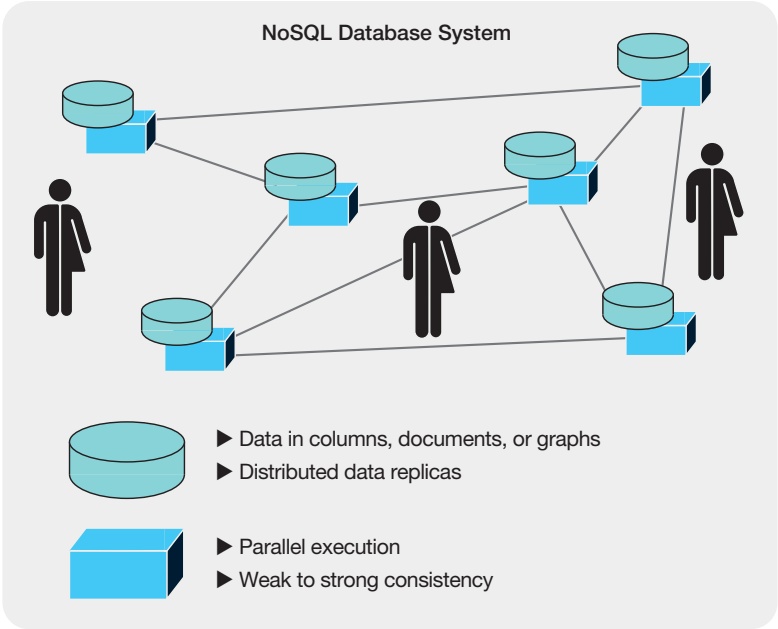 NoSQL Database System
▶ Data in columns, documents, or graphs
▶ Distributed data replicas
▶ Parallel execution
▶ Weak to strong consistency